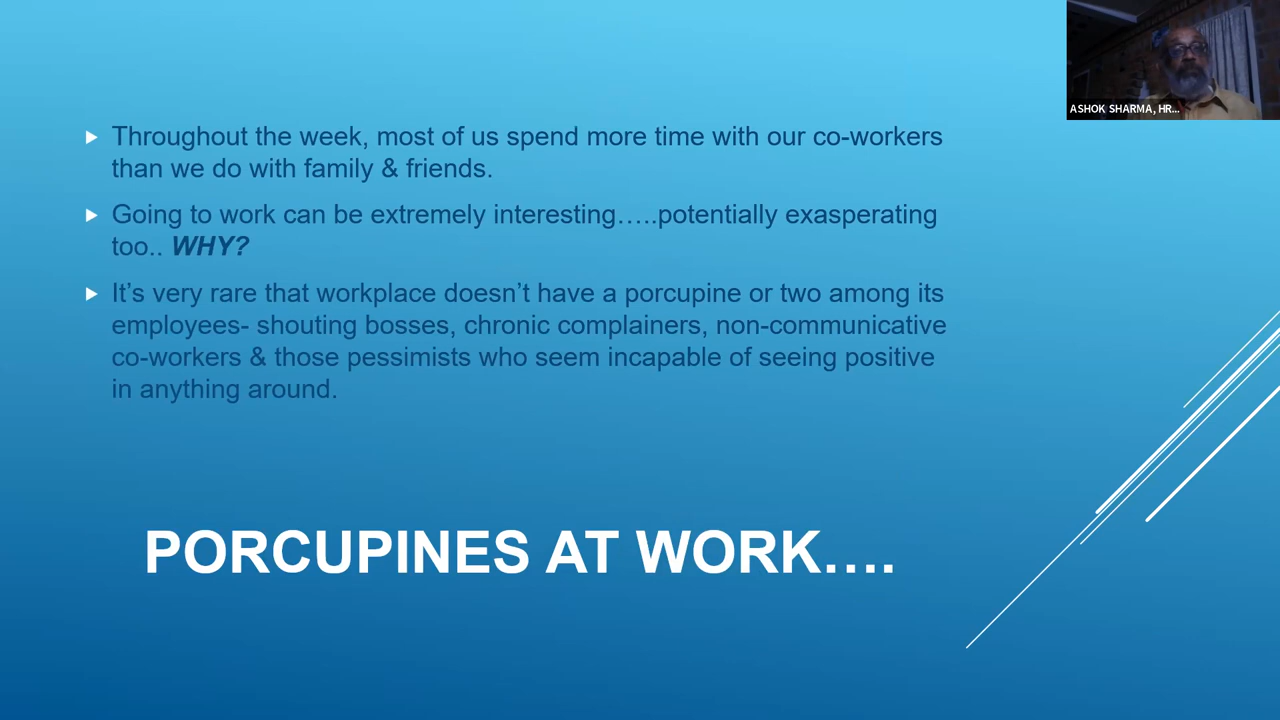 Throughout the week, most of us spend more time with our co-workers
than we do with family & friends.
Going to work can be extremely interesting…..potentially exasperating
too.. WHY?
It’s very rare that workplace doesn’t have a porcupine or two among its
employees- shouting bosses, chronic complainers, non-communicative
co-workers & those pessimists who seem incapable of seeing positive
in anything around.
PORCUPINES AT WORK….
ASHOK SHARMA, HR...